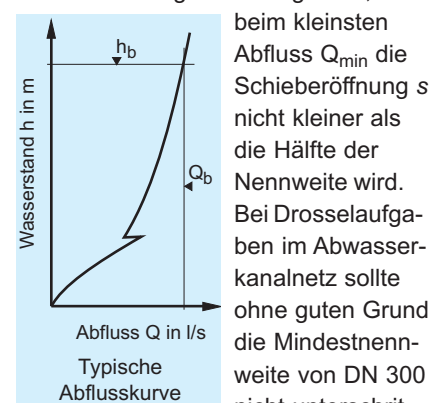 beim kleinsten
Abfluss Qmin die
Schieberöffnung s
nicht kleiner als
die Hälfte der
Nennweite wird.
Bei Drosselaufga-
ben im Abwasser-
kanalnetz sollte
ohne guten Grund
die Mindestnenn-
weite von DN 300
hb
Qb
Wasserstand h in m
Abfluss Q in l/s
Typische
Abflusskurve